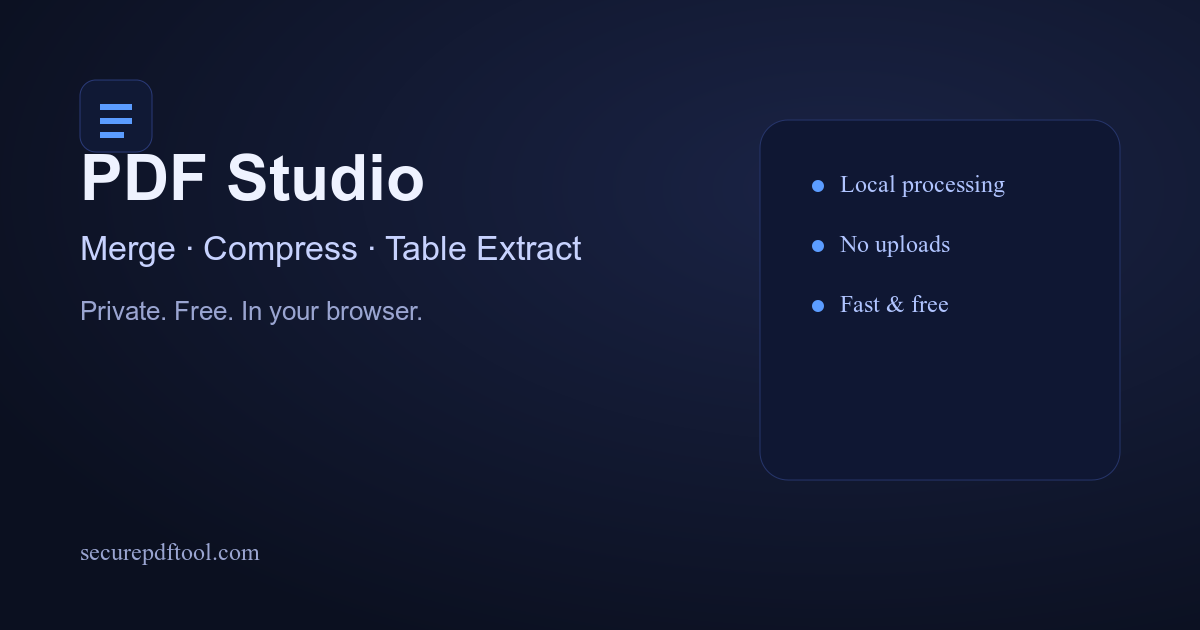 PDF Studio
Merge · Compress · Table Extract
Private. Free. In your browser.
Local processing
No uploads
Fast & free
securepdftool.com